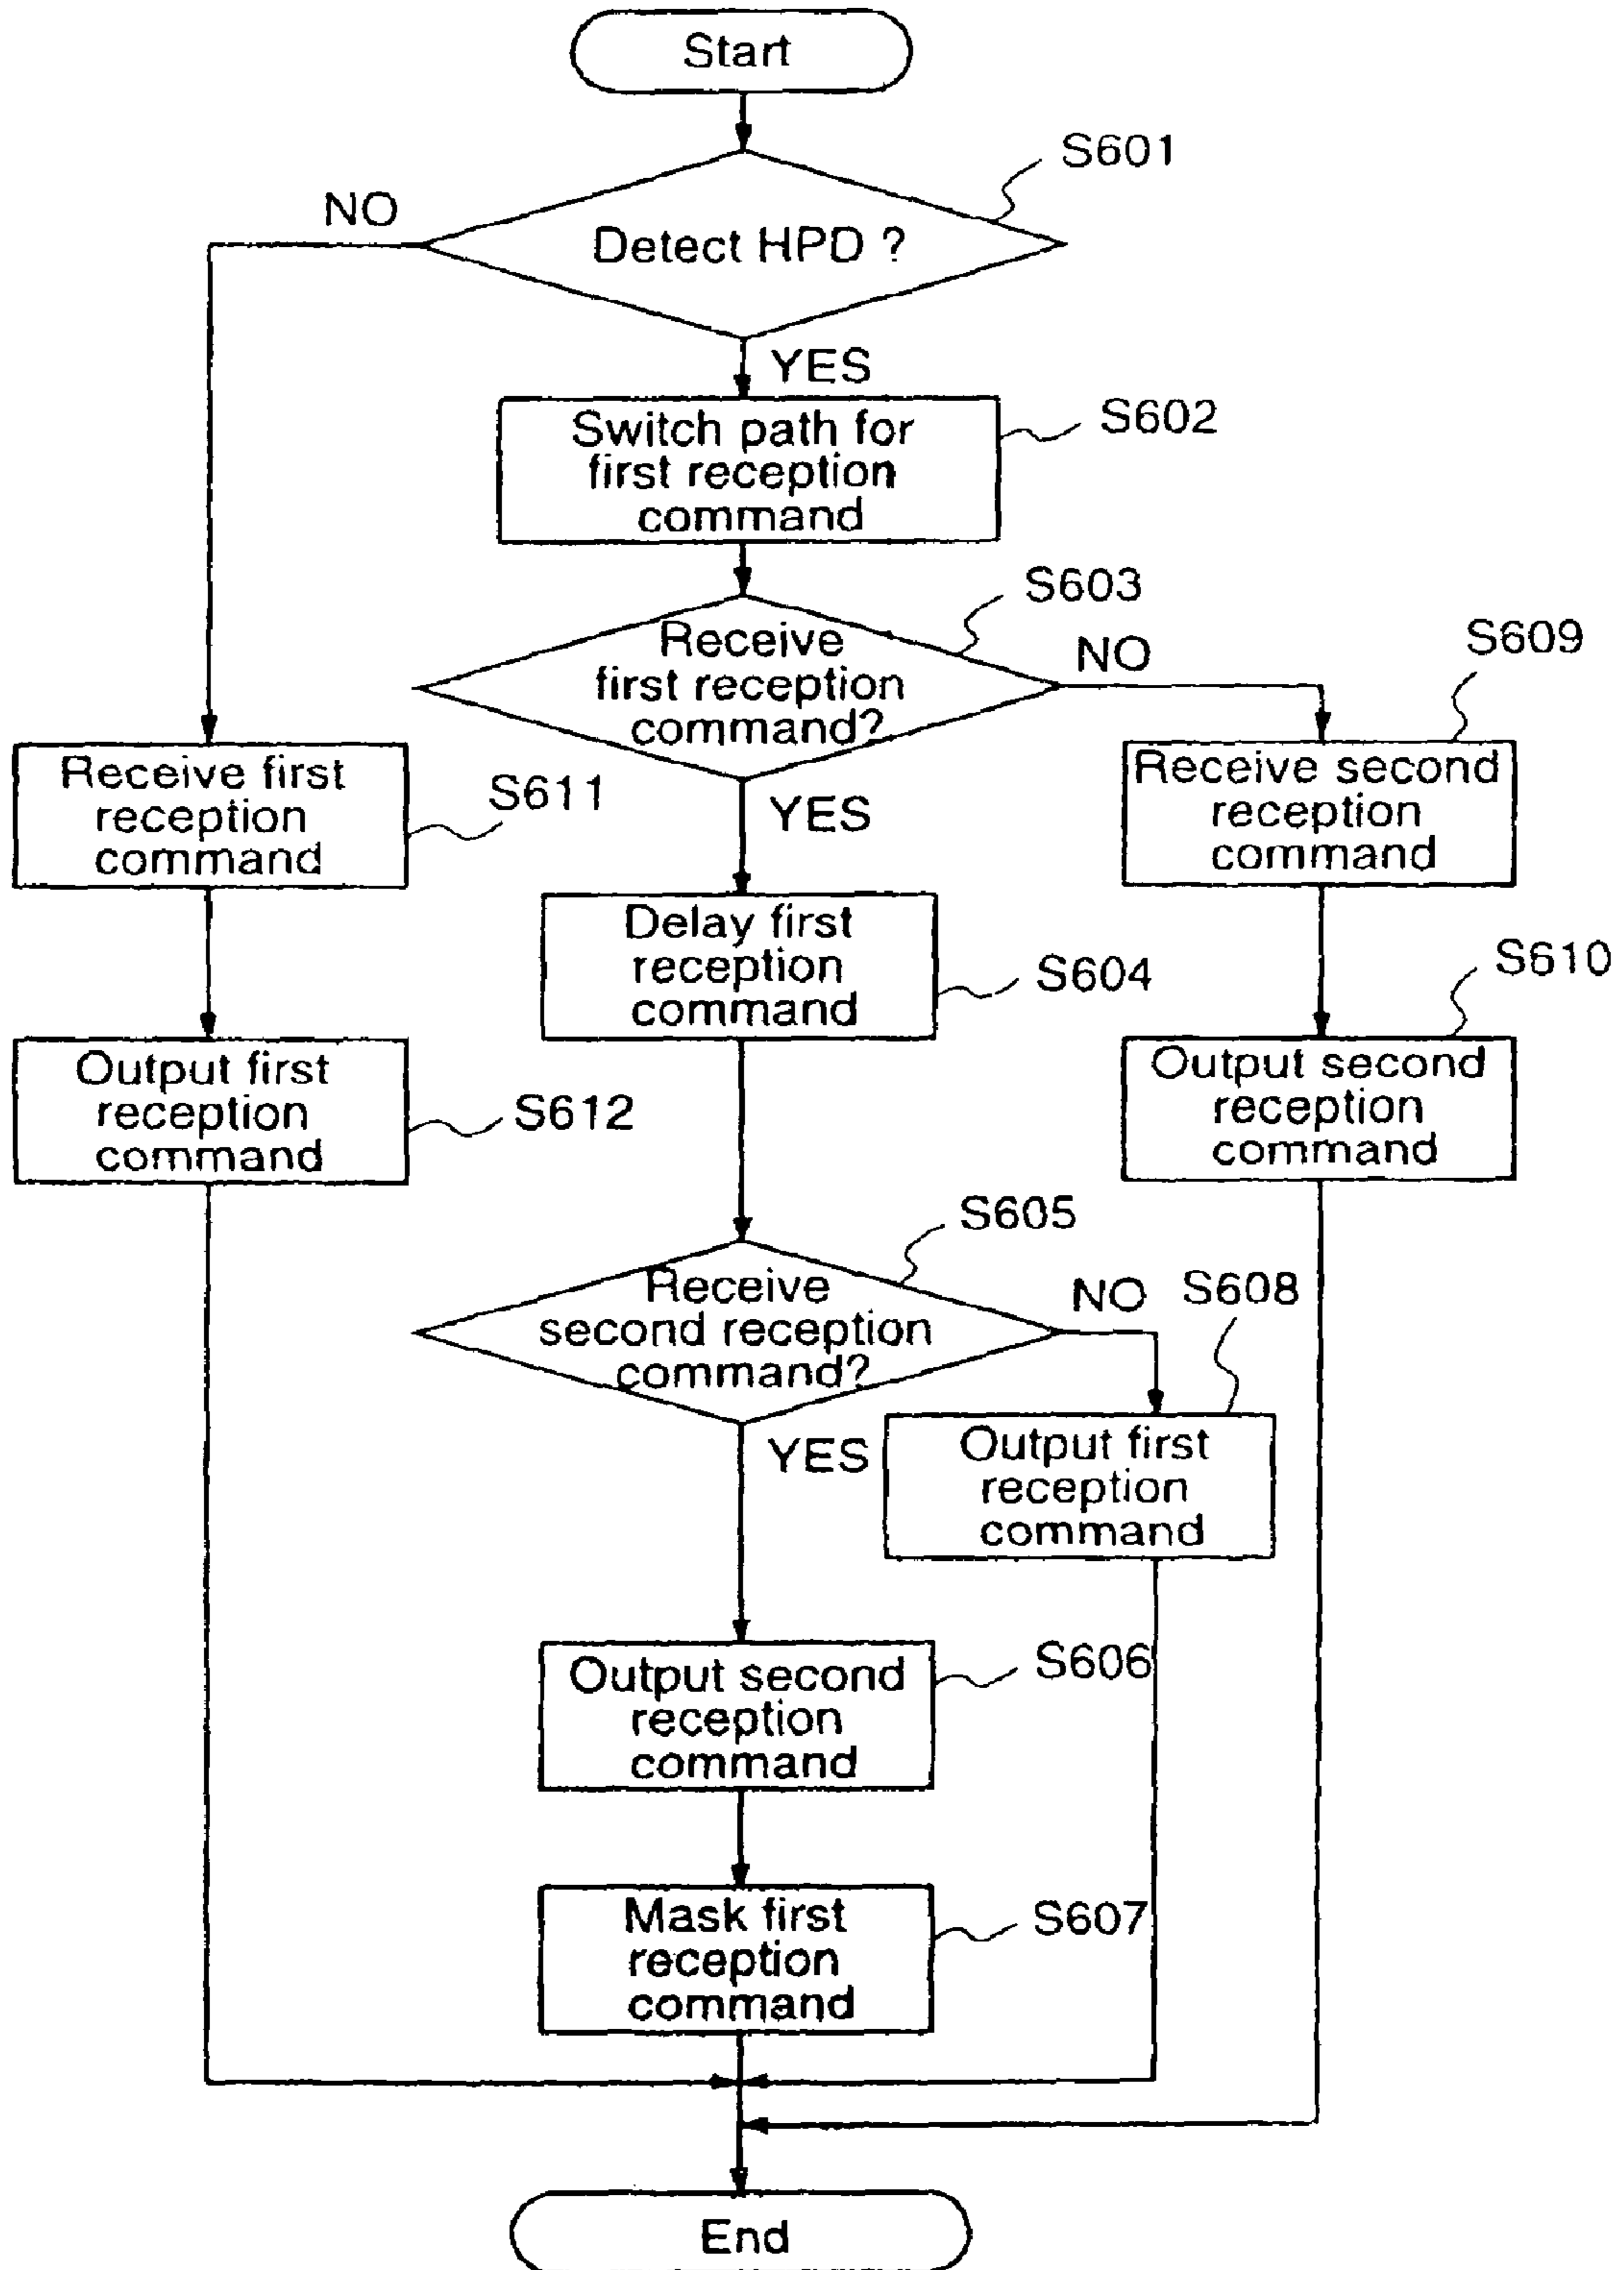 Start
S601
NO
Detect HPD ?
YES
Switch path for
first reception
command
S602
S603
Receive
first reception
command?
NO
S609
Receive first
reception
command
S611
YES
Receive second
reception
command
Delay first
reception
command
S604
S610
Output first
reception
command
S612
Output second
reception
command
S605
Receive
second reception
command?
NO
S608
YES
Output first
reception
command
Output second
reception
command
S606
Mask first
reception
command
S607
End